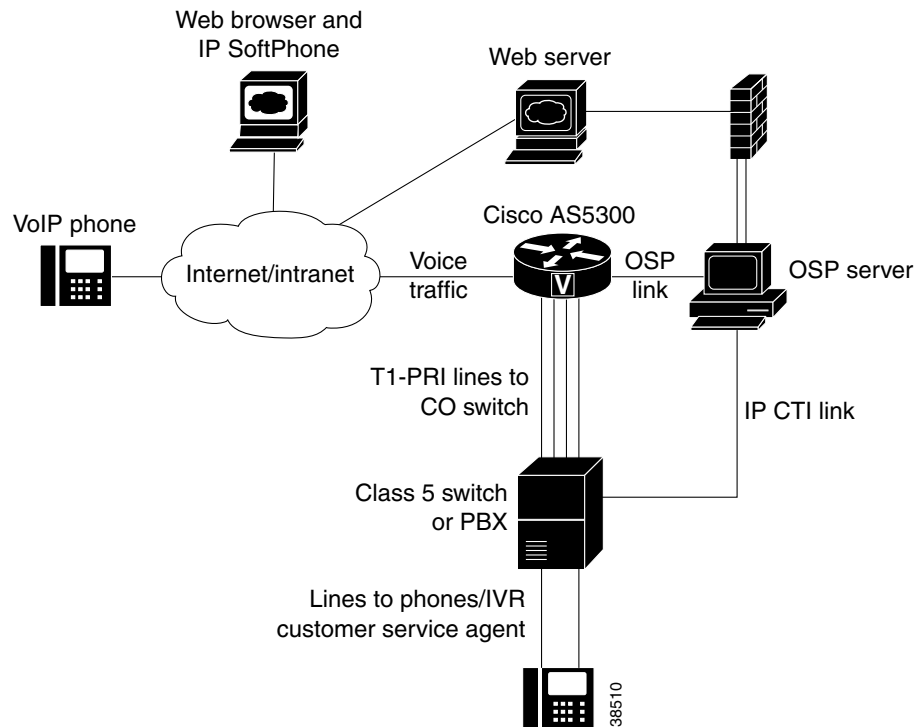 Web browser and
IP SoftPhone
Web server
VoIP phone
Internet/intranet
Voice
traffic
Cisco AS5300
V
OSP
link
OSP server
T1-PRI lines to
CO switch
IP CTI link
Class 5 switch
or PBX
Lines to phones/IVR
customer service agent
38510